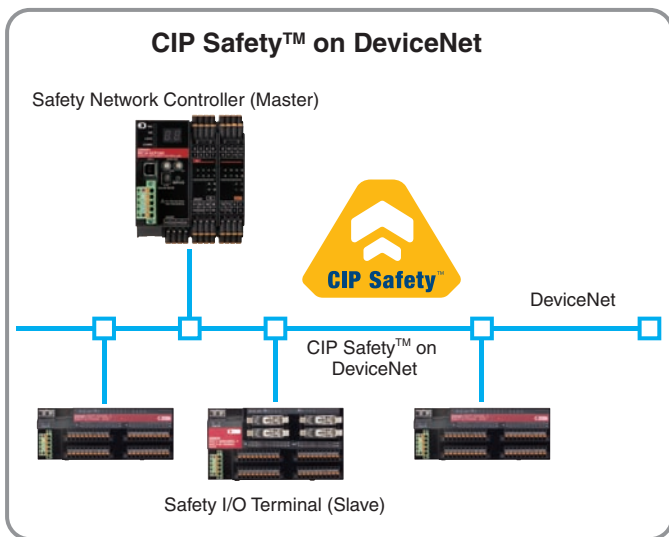 CIP Safety™ on DeviceNet
Safety Network Controller (Master)
CIP Safety™
DeviceNet
CIP Safety™ on
DeviceNet
Safety I/O Terminal (Slave)